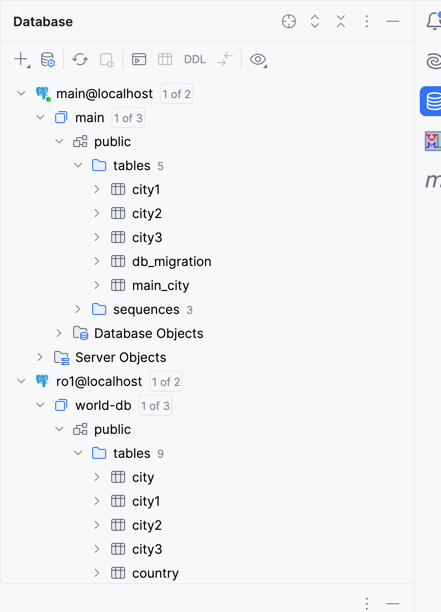 Database
DDL
main@localhost 1 of 2
main 1 of 3
public
tables 5
city1
city2
city3
db_migration
main_city
sequences 3
Database Objects
Server Objects
ro1@localhost 1 of 2
world-db 1 of 3
public
tables 9
city
city1
city2
city3
country
m